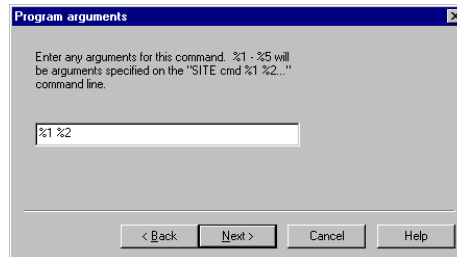 Program arguments
Enter any arguments for this command. %1 - %5 will
be arguments specified on the "SITE cmd %1 %2..."
command line.
%1 %2
< Back Next > Cancel Help